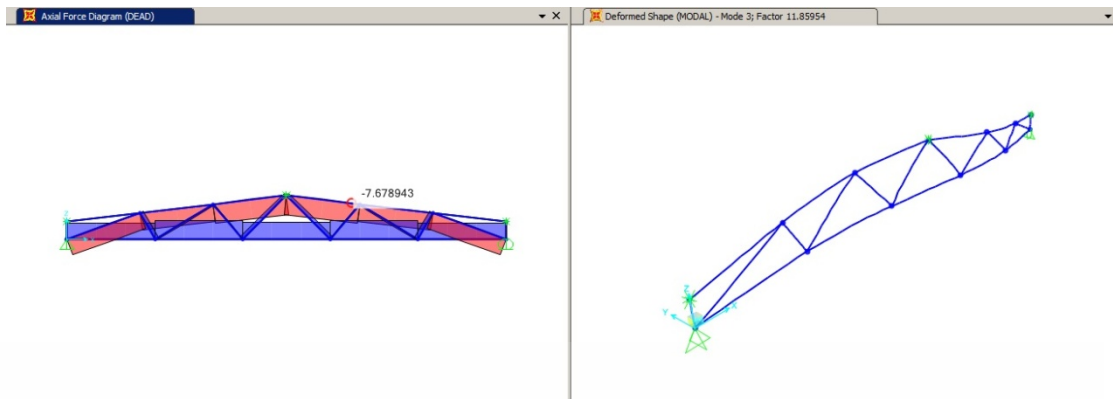 Axial Force Diagram (DEAD)
Deformed Shape (MODAL) - Mode 3; Factor 11.85954
-7.678943
Z
Y
X